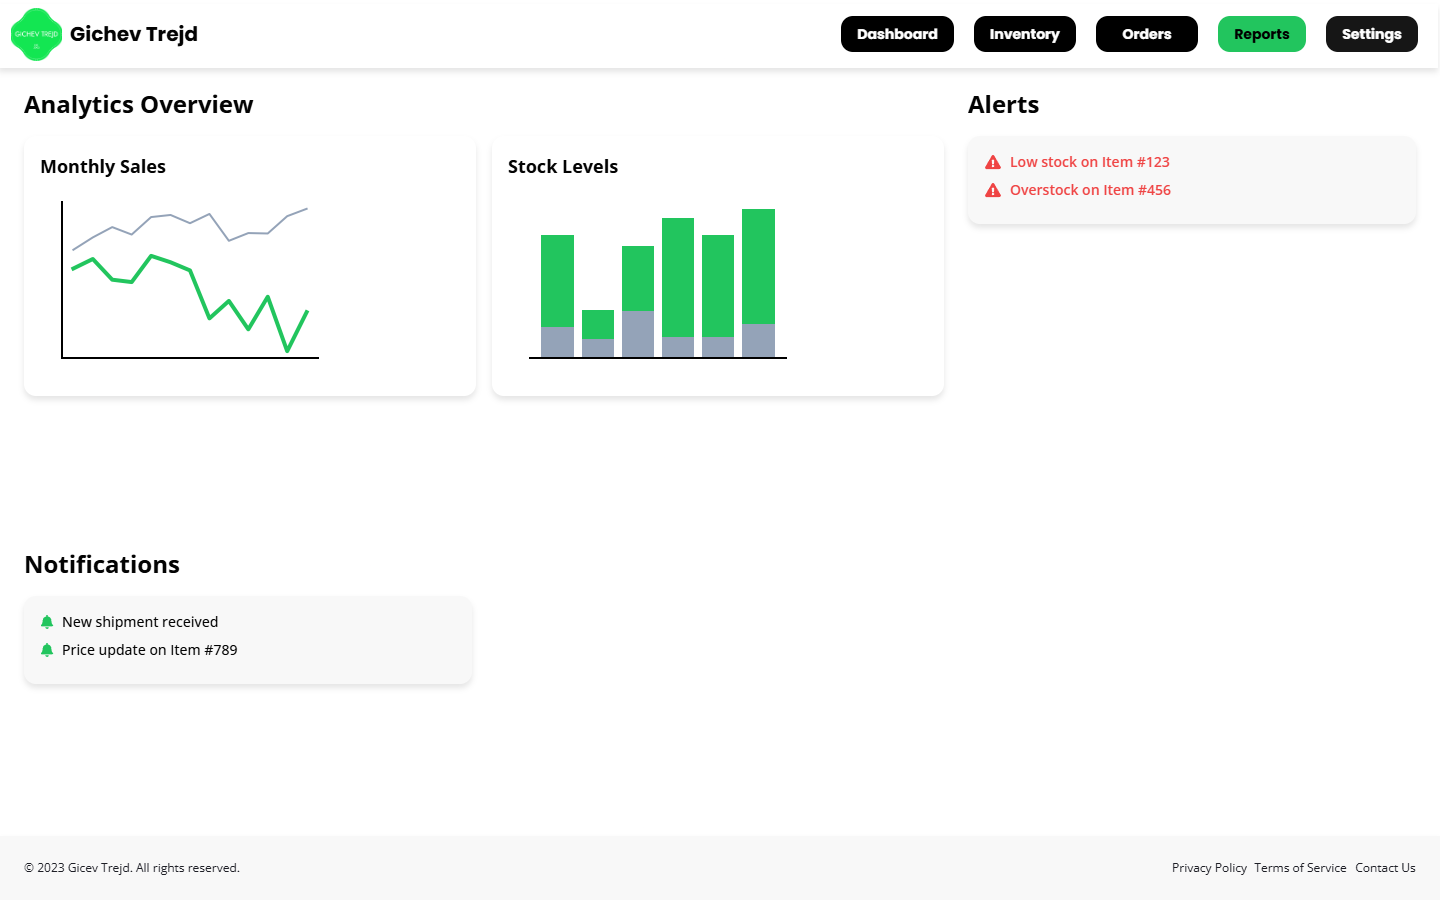 GICHEV TREJD
Gichev Trejd
Dashboard
Inventory
Orders
Reports
Settings
Analytics Overview
Alerts
Monthly Sales
Stock Levels
Low stock on Item #123
Overstock on Item #456
Notifications
New shipment received
Price update on Item #789
© 2023 Gicev Trejd. All rights reserved.
Privacy Policy
Terms of Service
Contact Us